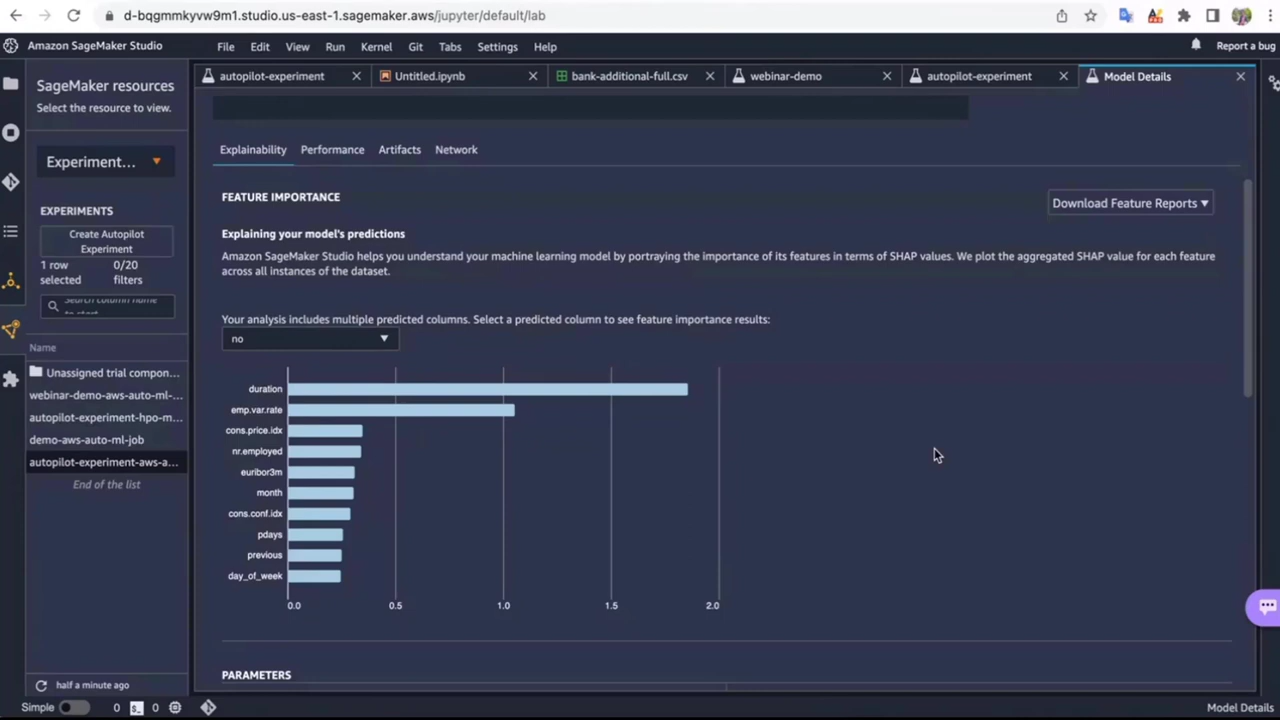 d-bqgmmkyvw9m1.studio.us-east-1.sagemaker.aws/jupyter/default/lab
Amazon SageMaker Studio
File Edit View Run Kernel Git Tabs Settings Help
Report a bug
SageMaker resources
Select the resource to view.
Experiment...
EXPERIMENTS
Create Autopilot
Experiment
1 row
selected
0/20
filters
Search column name
to start
Name
Unassigned trial compon...
webinar-demo-aws-auto-ml-...
autopilot-experiment-hpo-m...
demo-aws-auto-ml-job
autopilot-experiment-aws-a...
End of the list
half a minute ago
autopilot-experiment
Untitled.ipynb
bank-additional-full.csv
webinar-demo
autopilot-experiment
Model Details
Explainability Performance Artifacts Network
FEATURE IMPORTANCE
Download Feature Reports
Explaining your model's predictions
Amazon SageMaker Studio helps you understand your machine learning model by portraying the importance of its features in terms of SHAP values. We plot the aggregated SHAP value for each feature
across all instances of the dataset.
Your analysis includes multiple predicted columns. Select a predicted column to see feature importance results:
no
duration
emp.var.rate
cons.price.idx
nr.employed
euribor3m
month
cons.conf.idx
pdays
previous
day_of_week
0.0 0.5 1.0 1.5 2.0
PARAMETERS
Simple 0 $_ 0
Model Details